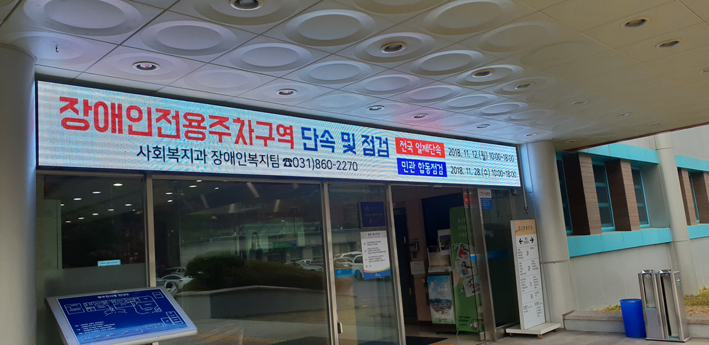 장애인전용주차구역 단속 및 점검
사회복지과 장애인복지팀 ☎031)860-2270
전국 일제단속 2018. 11. 12.(월) 10:00-18:00
민관 합동점검 2018. 11. 28.(수) 10:00-18:00